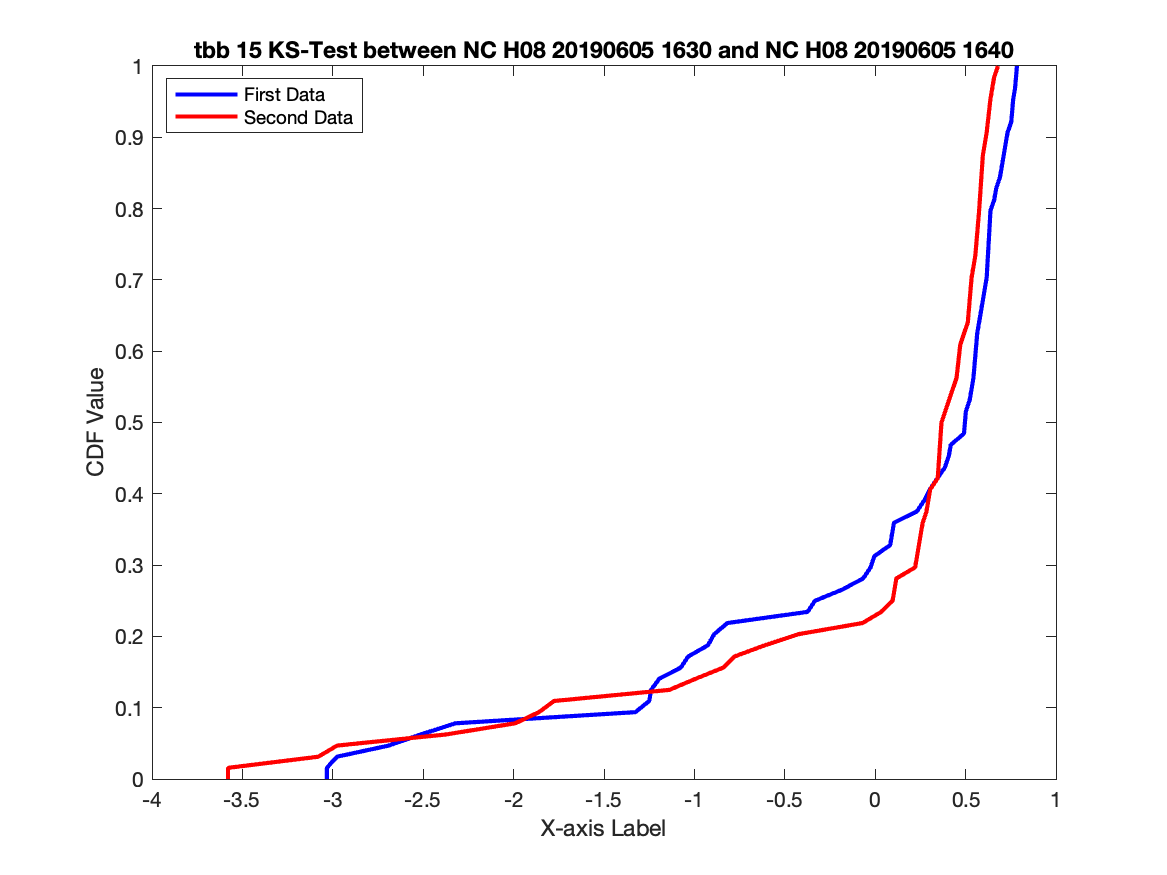 tbb 15 KS-Test between NC H08 20190605 1630 and NC H08 20190605 1640
First Data
Second Data
CDF Value
1
0.9
0.8
0.7
0.6
0.5
0.4
0.3
0.2
0.1
0
-4 -3.5 -3 -2.5 -2 -1.5 -1 -0.5 0 0.5 1
X-axis Label